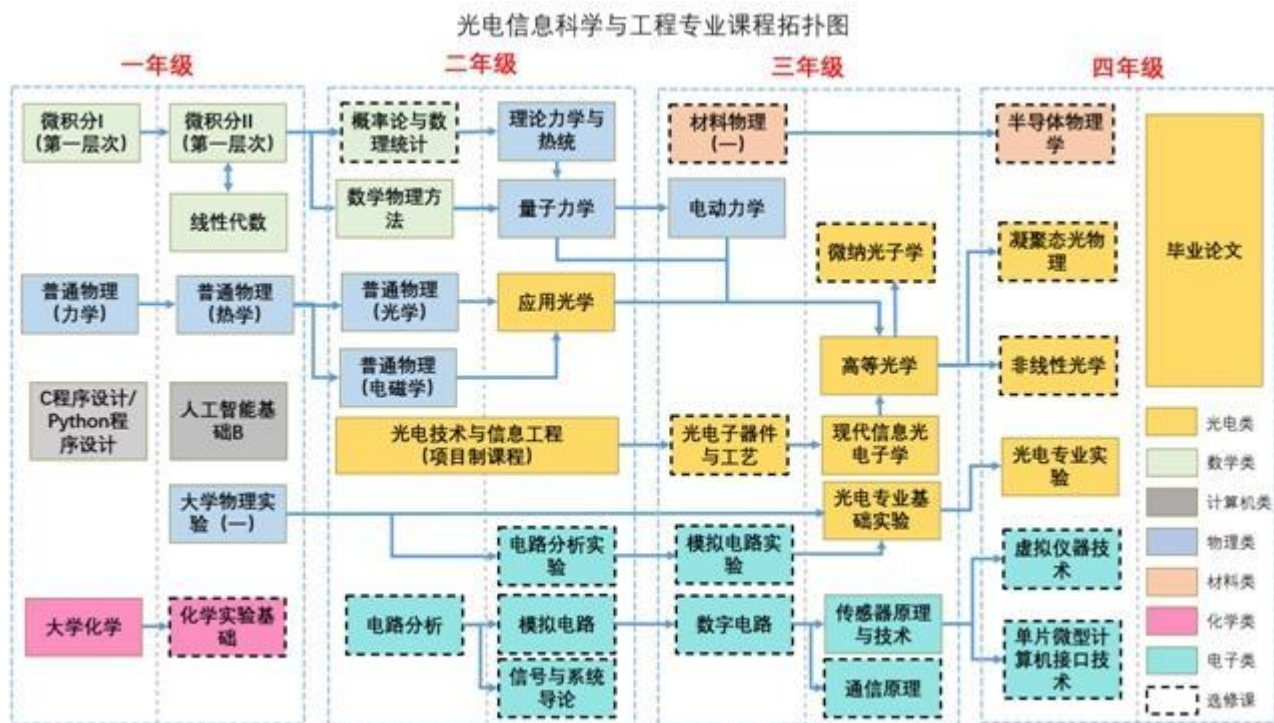 光电信息科学与工程专业课程拓扑图
一年级
二年级
三年级
四年级
微积分I
(第一层次)
微积分II
(第一层次)
概率论与数
理统计
理论力学与
热统
材料物理
(一)
半导体物理
学
线性代数
数学物理方
法
量子力学
电动力学
微纳光子学
凝聚态光物
理
毕业论文
普通物理
(力学)
普通物理
(热学)
普通物理
(光学)
应用光学
普通物理
(电磁学)
高等光学
非线性光学
C程序设计/
Python程
序设计
人工智能基
础B
光电技术与信息工程
(项目制课程)
光电子器件
与工艺
现代信息光
电子学
光电专业实
验
大学物理实
验（一）
光电专业基
础实验
电路分析实
验
模拟电路实
验
虚拟仪器技
术
大学化学
化学实验基
础
电路分析
模拟电路
数字电路
传感器原理
与技术
单片微型计
算机接口技
术
信号与系统
导论
通信原理
光电类
数学类
计算机类
物理类
材料类
化学类
电子类
选修课